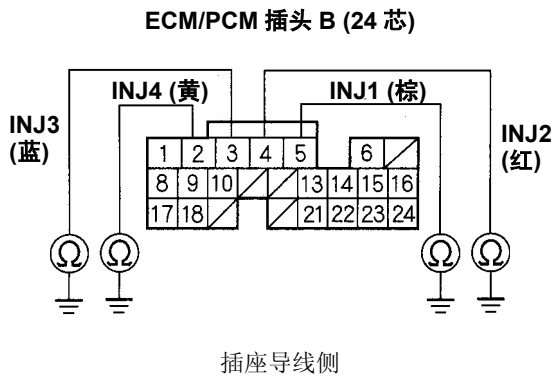 ECM/PCM 插头 B (24 芯)
INJ4 (黄)
INJ1 (棕)
INJ3
(蓝)
INJ2
(红)
1 2 3 4 5 6
8 9 10 13 14 15 16
17 18 21 22 23 24
Ω Ω Ω Ω
插座导线侧